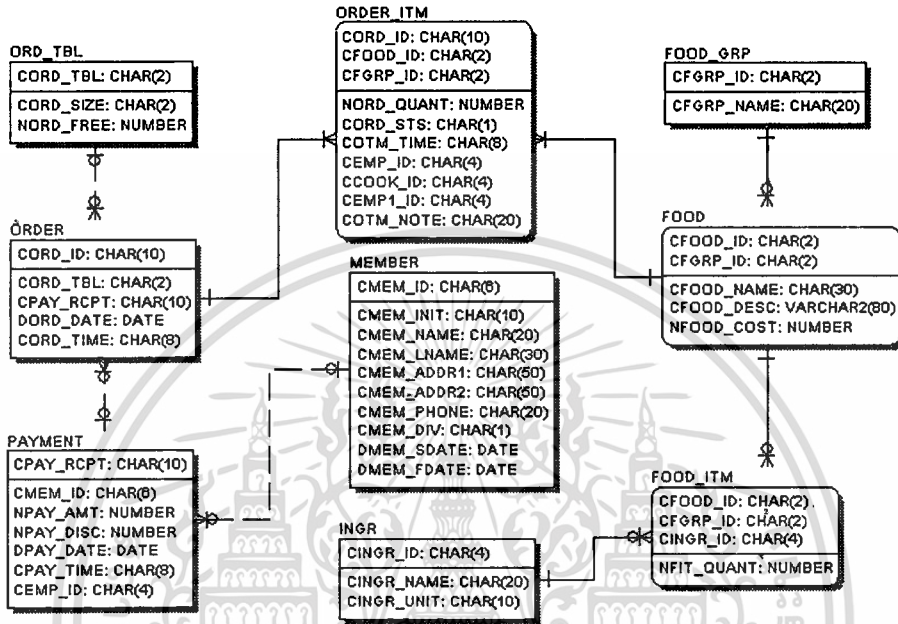 ORD_TBL
CORD_TBL: CHAR(2)
CORD_SIZE: CHAR(2)
NORD_FREE: NUMBER
ORDER_ITM
CORD_ID: CHAR(10)
CFOOD_ID: CHAR(2)
CFGRP_ID: CHAR(2)
NORD_QUANT: NUMBER
CORD_STS: CHAR(1)
COTM_TIME: CHAR(8)
CEMP_ID: CHAR(4)
CCOOK_ID: CHAR(4)
CEMP1_ID: CHAR(4)
COTM_NOTE: CHAR(20)
FOOD_GRP
CFGRP_ID: CHAR(2)
CFGRP_NAME: CHAR(20)
ORDER
CORD_ID: CHAR(10)
CORD_TBL: CHAR(2)
CPAY_RCPT: CHAR(10)
DORD_DATE: DATE
CORD_TIME: CHAR(8)
MEMBER
CMEM_ID: CHAR(6)
CMEM_INIT: CHAR(10)
CMEM_NAME: CHAR(20)
CMEM_LNAME: CHAR(30)
CMEM_ADDR1: CHAR(50)
CMEM_ADDR2: CHAR(50)
CMEM_PHONE: CHAR(20)
CMEM_DIV: CHAR(1)
DMEM_SDATE: DATE
DMEM_FDATE: DATE
FOOD
CFOOD_ID: CHAR(2)
CFGRP_ID: CHAR(2)
CFOOD_NAME: CHAR(30)
CFOOD_DESC: VARCHAR2(80)
NFOOD_COST: NUMBER
PAYMENT
CPAY_RCPT: CHAR(10)
CMEM_ID: CHAR(6)
NPAY_AMT: NUMBER
NPAY_DISC: NUMBER
DPAY_DATE: DATE
CPAY_TIME: CHAR(8)
CEMP_ID: CHAR(4)
INGR
CINGR_ID: CHAR(4)
CINGR_NAME: CHAR(20)
CINGR_UNIT: CHAR(10)
FOOD_ITM
CFOOD_ID: CHAR(2)
CFGRP_ID: CHAR(2)
CINGR_ID: CHAR(4)
NFIT_QUANT: NUMBER